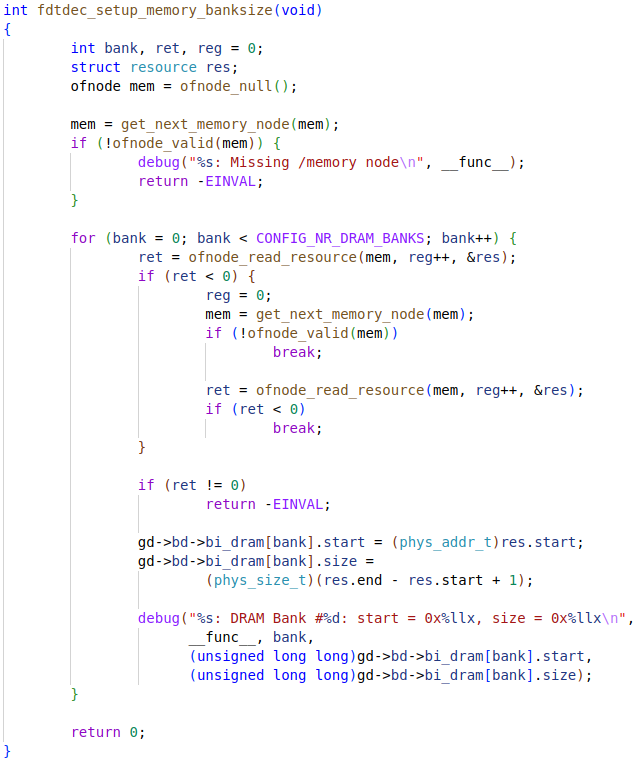 int fdtdec_setup_memory_banksize(void)
{
        int bank, ret, reg = 0;
        struct resource res;
        ofnode mem = ofnode_null();

        mem = get_next_memory_node(mem);
        if (!ofnode_valid(mem)) {
                debug("%s: Missing /memory node\n", __func__);
                return -EINVAL;
        }

        for (bank = 0; bank < CONFIG_NR_DRAM_BANKS; bank++) {
                ret = ofnode_read_resource(mem, reg++, &res);
                if (ret < 0) {
                        reg = 0;
                        mem = get_next_memory_node(mem);
                        if (!ofnode_valid(mem))
                                break;

                        ret = ofnode_read_resource(mem, reg++, &res);
                        if (ret < 0)
                                break;
                }

                if (ret != 0)
                        return -EINVAL;

                gd->bd->bi_dram[bank].start = (phys_addr_t)res.start;
                gd->bd->bi_dram[bank].size =
                        (phys_size_t)(res.end - res.start + 1);

                debug("%s: DRAM Bank #%d: start = 0x%llx, size = 0x%llx\n",
                      __func__, bank,
                      (unsigned long long)gd->bd->bi_dram[bank].start,
                      (unsigned long long)gd->bd->bi_dram[bank].size);
        }

        return 0;
}